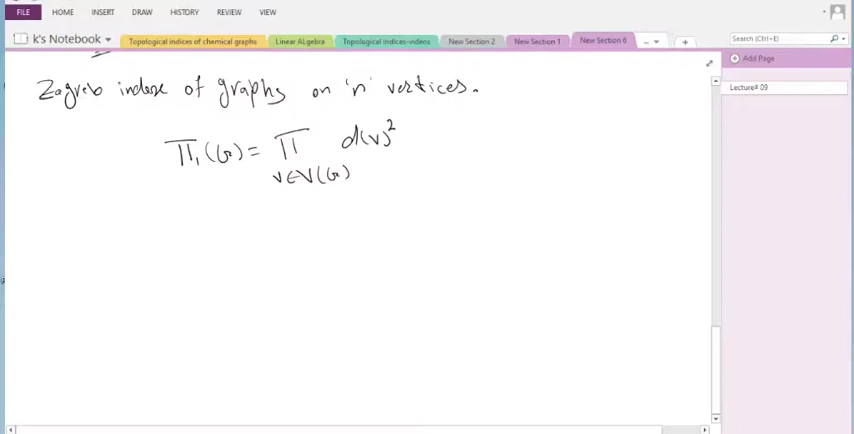 FILE HOME INSERT DRAW HISTORY REVIEW VIEW
k's Notebook Topological indices of chemical graphs Linear ALgebra Topological indices-videos New Section 2 New Section 1 New Section 6 Search (Ctrl+E)
Add Page
Lecture# 09
Zagreb index of graphs on 'n' vertices.
Π₁(G) = Π d(v)²
v∈V(G)